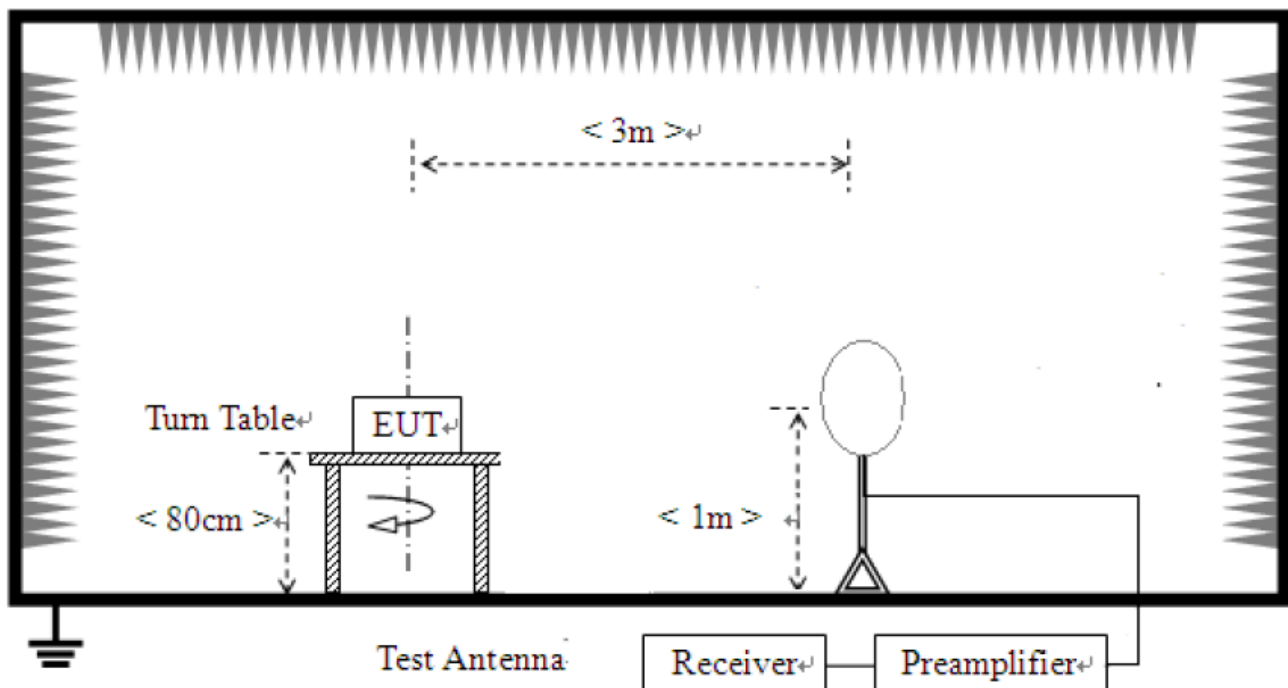 < 3m >↵
Turn Table↵
EUT↵
< 80cm >↵
< 1m >↵
Test Antenna
Receiver↵
Preamplifier↵